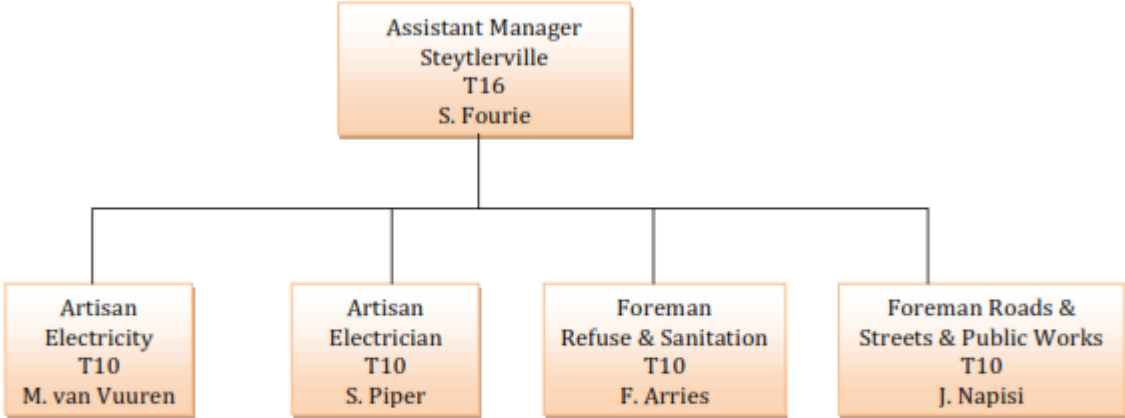 Assistant Manager
Steytlerville
T16
S. Fourie
Artisan
Electricity
T10
M. van Vuuren
Artisan
Electrician
T10
S. Piper
Foreman
Refuse & Sanitation
T10
F. Arries
Foreman Roads &
Streets & Public Works
T10
J. Napisi